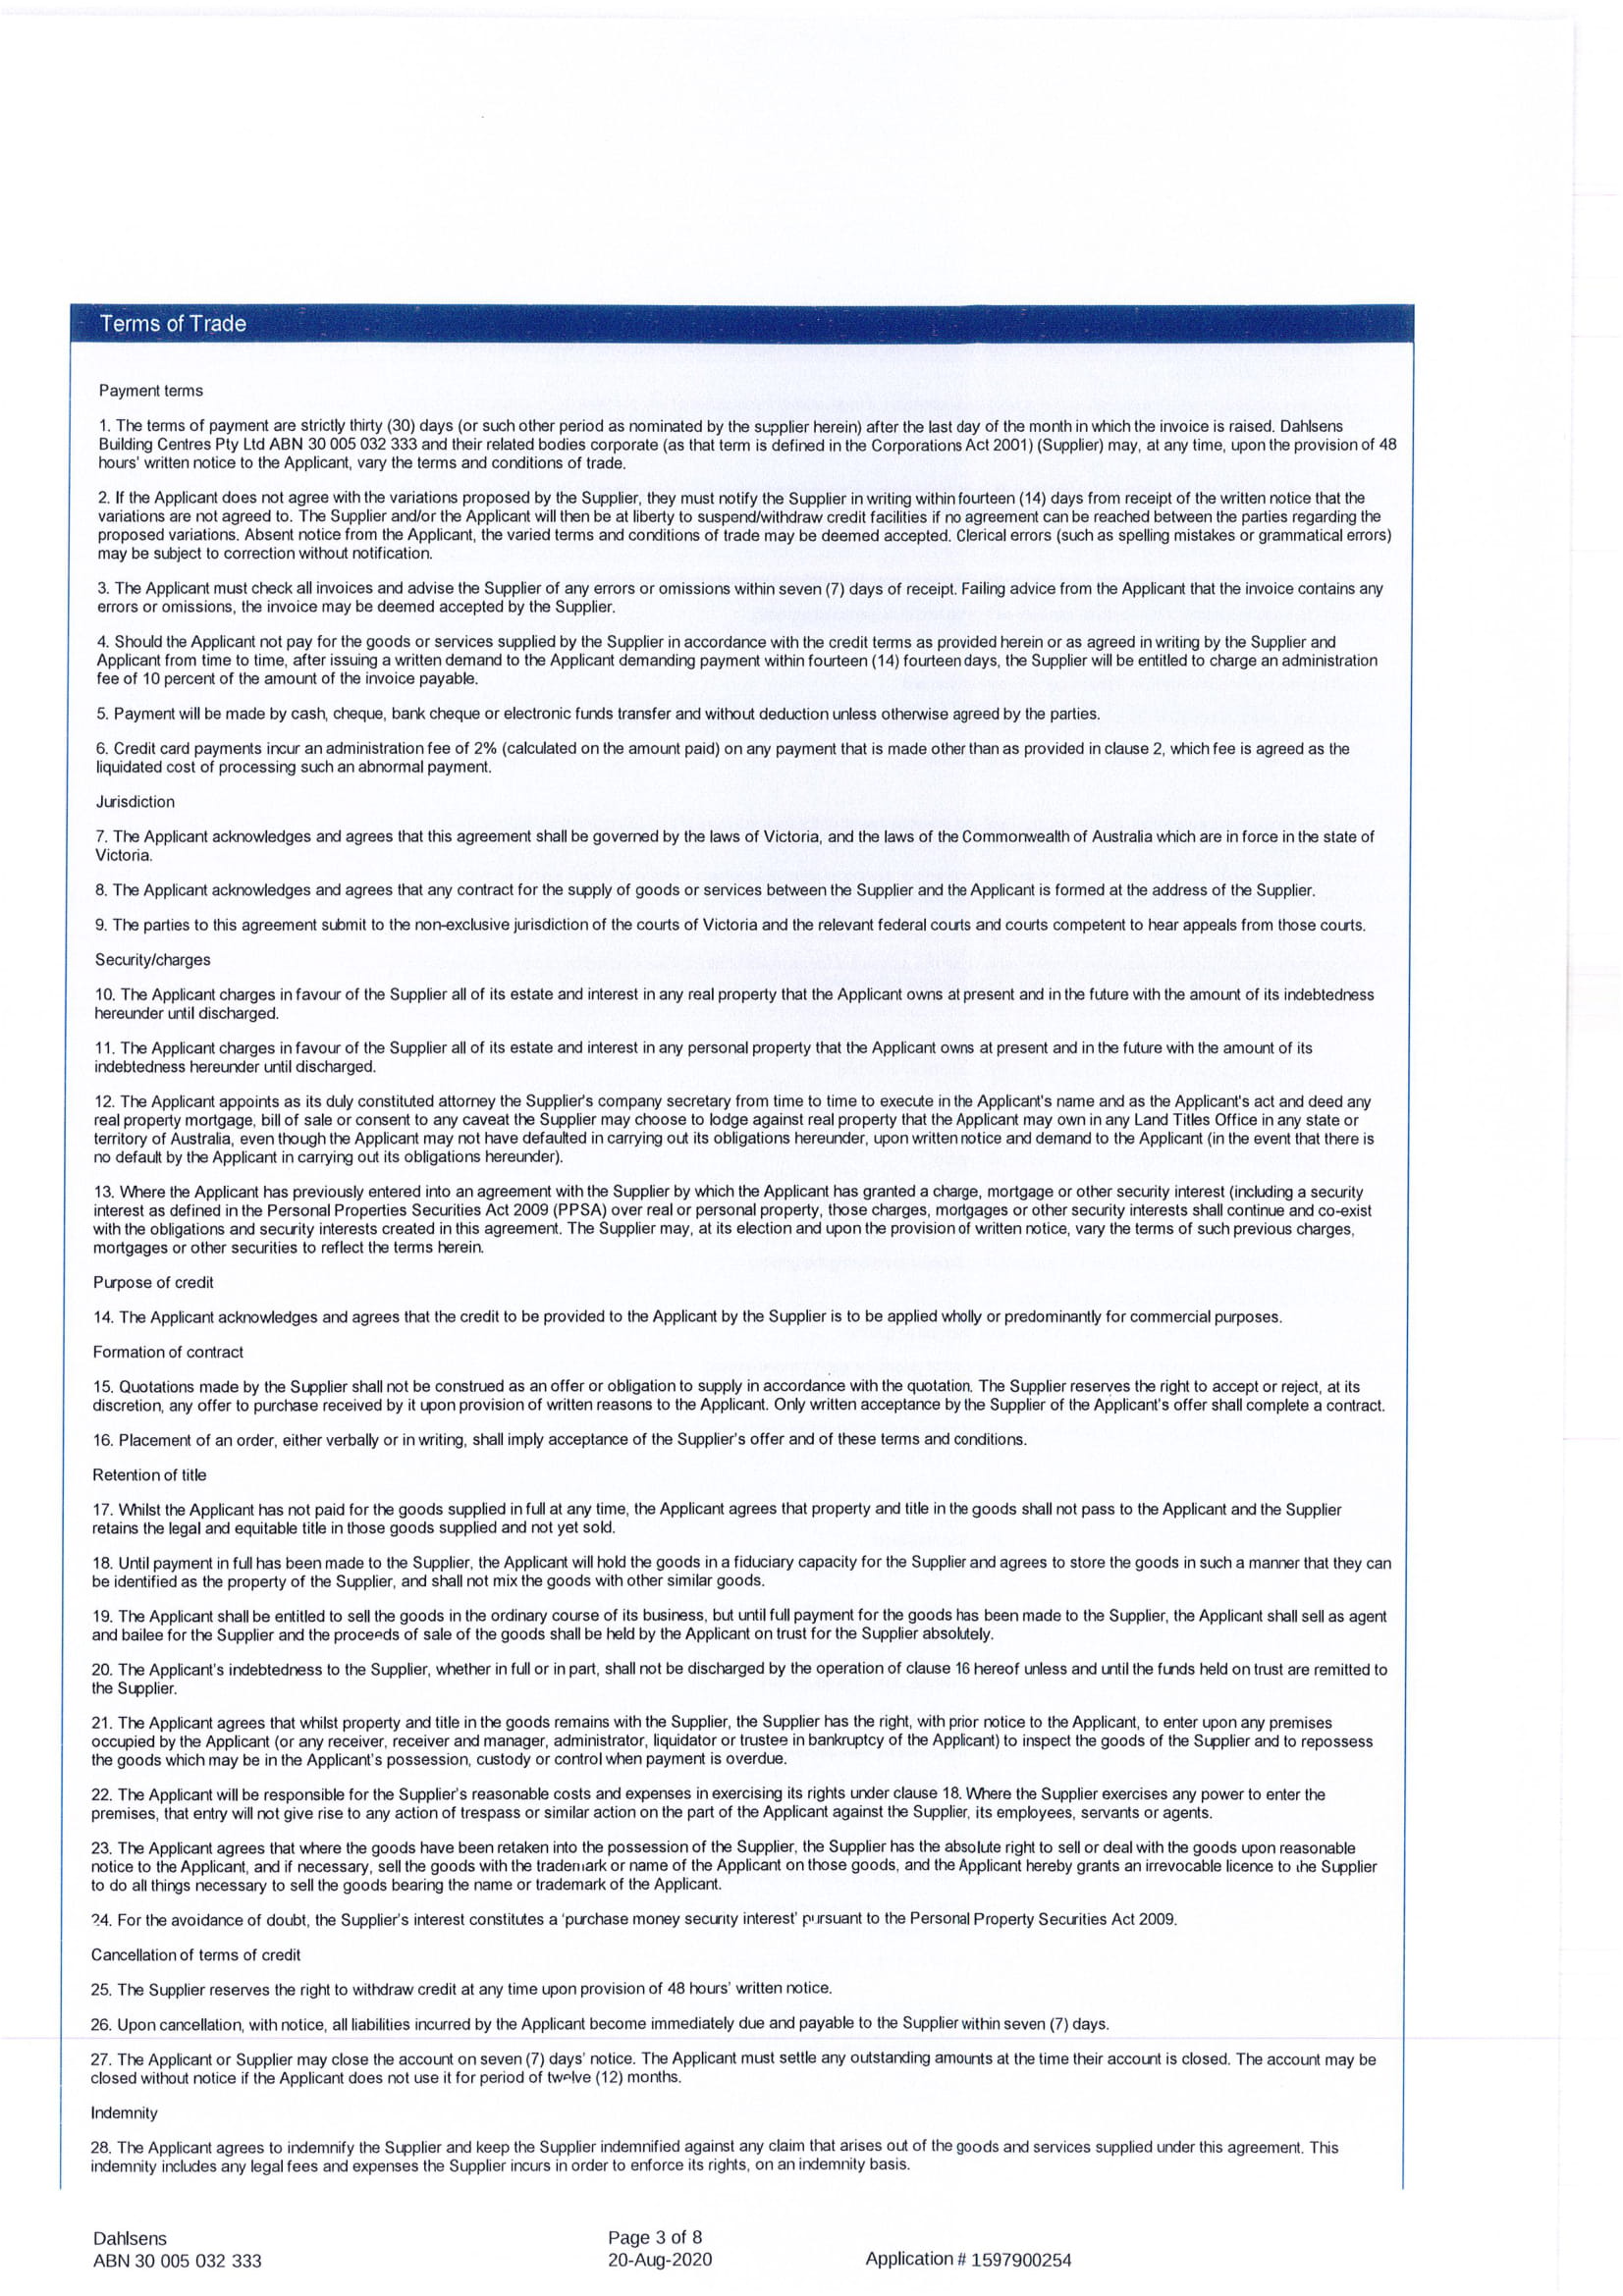 Terms of Trade
Payment terms
1. The terms of payment are strictly thirty (30) days (or such other period as nominated by the supplier herein) after the last day of the month in which the invoice is raised. Dahlsens
Building Centres Pty Ltd ABN 30 005 032 333 and their related bodies corporate (as that term is defined in the Corporations Act 2001) (Supplier) may, at any time, upon the provision of 48
hours' written notice to the Applicant, vary the terms and conditions of trade.
2. If the Applicant does not agree with the variations proposed by the Supplier, they must notify the Supplier in writing within fourteen (14) days from receipt of the written notice that the
variations are not agreed to. The Supplier and/or the Applicant will then be at liberty to suspend/withdraw credit facilities if no agreement can be reached between the parties regarding the
proposed variations. Absent notice from the Applicant, the varied terms and conditions of trade may be deemed accepted. Clerical errors (such as spelling mistakes or grammatical errors)
may be subject to correction without notification.
3. The Applicant must check all invoices and advise the Supplier of any errors or omissions within seven (7) days of receipt. Failing advice from the Applicant that the invoice contains any
errors or omissions, the invoice may be deemed accepted by the Supplier.
4. Should the Applicant not pay for the goods or services supplied by the Supplier in accordance with the credit terms as provided herein or as agreed in writing by the Supplier and
Applicant from time to time, after issuing a written demand to the Applicant demanding payment within fourteen (14) fourteen days, the Supplier will be entitled to charge an administration
fee of 10 percent of the amount of the invoice payable.
5. Payment will be made by cash, cheque, bank cheque or electronic funds transfer and without deduction unless otherwise agreed by the parties.
6. Credit card payments incur an administration fee of 2% (calculated on the amount paid) on any payment that is made other than as provided in clause 2, which fee is agreed as the
liquidated cost of processing such an abnormal payment.
Jurisdiction
7. The Applicant acknowledges and agrees that this agreement shall be governed by the laws of Victoria, and the laws of the Commonwealth of Australia which are in force in the state of
Victoria.
8. The Applicant acknowledges and agrees that any contract for the supply of goods or services between the Supplier and the Applicant is formed at the address of the Supplier.
9. The parties to this agreement submit to the non-exclusive jurisdiction of the courts of Victoria and the relevant federal courts and courts competent to hear appeals from those courts.
Security/charges
10. The Applicant charges in favour of the Supplier all of its estate and interest in any real property that the Applicant owns at present and in the future with the amount of its indebtedness
hereunder until discharged.
11. The Applicant charges in favour of the Supplier all of its estate and interest in any personal property that the Applicant owns at present and in the future with the amount of its
indebtedness hereunder until discharged.
12. The Applicant appoints as its duly constituted attorney the Supplier's company secretary from time to time to execute in the Applicant's name and as the Applicant's act and deed any
real property mortgage, bill of sale or consent to any caveat the Supplier may choose to lodge against real property that the Applicant may own in any Land Titles Office in any state or
territory of Australia, even though the Applicant may not have defaulted in carrying out its obligations hereunder, upon written notice and demand to the Applicant (in the event that there is
no default by the Applicant in carrying out its obligations hereunder).
13. Where the Applicant has previously entered into an agreement with the Supplier by which the Applicant has granted a charge, mortgage or other security interest (including a security
interest as defined in the Personal Properties Securities Act 2009 (PPSA) over real or personal property, those charges, mortgages or other security interests shall continue and co-exist
with the obligations and security interests created in this agreement. The Supplier may, at its election and upon the provision of written notice, vary the terms of such previous charges,
mortgages or other securities to reflect the terms herein.
Purpose of credit
14. The Applicant acknowledges and agrees that the credit to be provided to the Applicant by the Supplier is to be applied wholly or predominantly for commercial purposes.
Formation of contract
15. Quotations made by the Supplier shall not be construed as an offer or obligation to supply in accordance with the quotation. The Supplier reserves the right to accept or reject, at its
discretion, any offer to purchase received by it upon provision of written reasons to the Applicant. Only written acceptance by the Supplier of the Applicant's offer shall complete a contract.
16. Placement of an order, either verbally or in writing, shall imply acceptance of the Supplier's offer and of these terms and conditions.
Retention of title
17. Whilst the Applicant has not paid for the goods supplied in full at any time, the Applicant agrees that property and title in the goods shall not pass to the Applicant and the Supplier
retains the legal and equitable title in those goods supplied and not yet sold.
18. Until payment in full has been made to the Supplier, the Applicant will hold the goods in a fiduciary capacity for the Supplier and agrees to store the goods in such a manner that they can
be identified as the property of the Supplier, and shall not mix the goods with other similar goods.
19. The Applicant shall be entitled to sell the goods in the ordinary course of its business, but until full payment for the goods has been made to the Supplier, the Applicant shall sell as agent
and bailee for the Supplier and the proceeds of sale of the goods shall be held by the Applicant on trust for the Supplier absolutely.
20. The Applicant's indebtedness to the Supplier, whether in full or in part, shall not be discharged by the operation of clause 16 hereof unless and until the funds held on trust are remitted to
the Supplier.
21. The Applicant agrees that whilst property and title in the goods remains with the Supplier, the Supplier has the right, with prior notice to the Applicant, to enter upon any premises
occupied by the Applicant (or any receiver, receiver and manager, administrator, liquidator or trustee in bankruptcy of the Applicant) to inspect the goods of the Supplier and to repossess
the goods which may be in the Applicant's possession, custody or control when payment is overdue.
22. The Applicant will be responsible for the Supplier's reasonable costs and expenses in exercising its rights under clause 18. Where the Supplier exercises any power to enter the
premises, that entry will not give rise to any action of trespass or similar action on the part of the Applicant against the Supplier, its employees, servants or agents.
23. The Applicant agrees that where the goods have been retaken into the possession of the Supplier, the Supplier has the absolute right to sell or deal with the goods upon reasonable
notice to the Applicant, and if necessary, sell the goods with the trademark or name of the Applicant on those goods, and the Applicant hereby grants an irrevocable licence to the Supplier
to do all things necessary to sell the goods bearing the name or trademark of the Applicant.
24. For the avoidance of doubt, the Supplier's interest constitutes a 'purchase money security interest' pursuant to the Personal Property Securities Act 2009.
Cancellation of terms of credit
25. The Supplier reserves the right to withdraw credit at any time upon provision of 48 hours' written notice.
26. Upon cancellation, with notice, all liabilities incurred by the Applicant become immediately due and payable to the Supplier within seven (7) days.
27. The Applicant or Supplier may close the account on seven (7) days' notice. The Applicant must settle any outstanding amounts at the time their account is closed. The account may be
closed without notice if the Applicant does not use it for period of twelve (12) months.
Indemnity
28. The Applicant agrees to indemnify the Supplier and keep the Supplier indemnified against any claim that arises out of the goods and services supplied under this agreement. This
indemnity includes any legal fees and expenses the Supplier incurs in order to enforce its rights, on an indemnity basis.
Dahlsens
ABN 30 005 032 333
Page 3 of 8
20-Aug-2020
Application # 1597900254